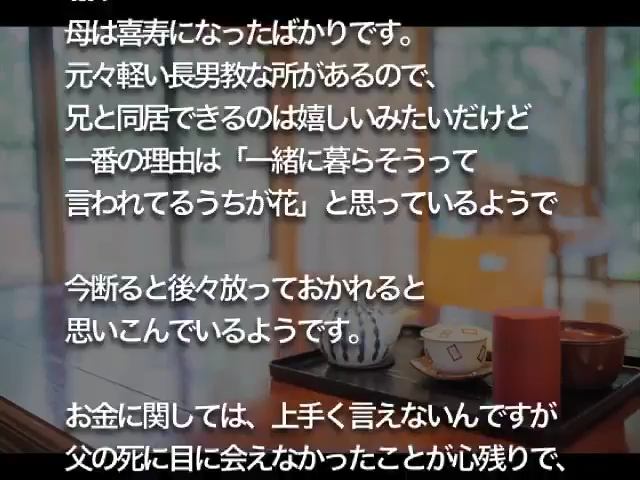 母は喜寿になったばかりです。
元々軽い長男教な所があるので、
兄と同居できるのは嬉しいみたいだけど
一番の理由は「一緒に暮らそうって
言われてるうちが花」と思っているようで
今断ると後々放っておかれると
思いこんでいるようです。
お金に関しては、上手く言えないんですが
父の死に目に会えなかったことが心残りで、